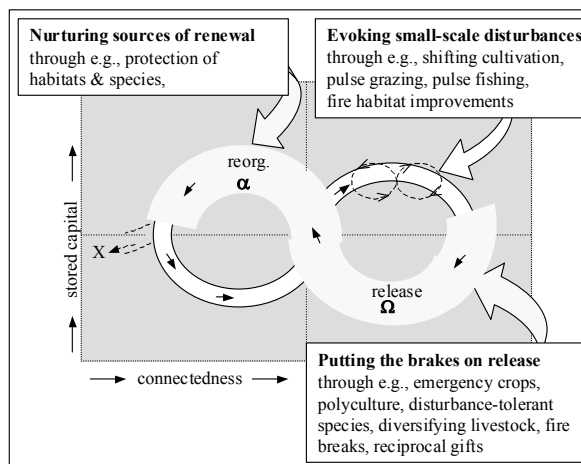 Nurturing sources of renewal
through e.g., protection of
habitats & species,
Evoking small-scale disturbances
through e.g., shifting cultivation,
pulse grazing, pulse fishing,
fire habitat improvements
reorg.
α
X
stored capital
release
Ω
connectedness
Putting the brakes on release
through e.g., emergency crops,
polyculture, disturbance-tolerant
species, diversifying livestock, fire
breaks, reciprocal gifts